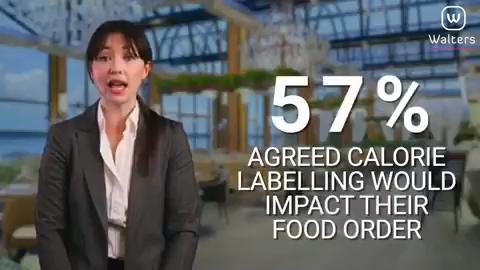 W
Walters
57%
AGREED CALORIE
LABELLING WOULD
IMPACT THEIR
FOOD ORDER